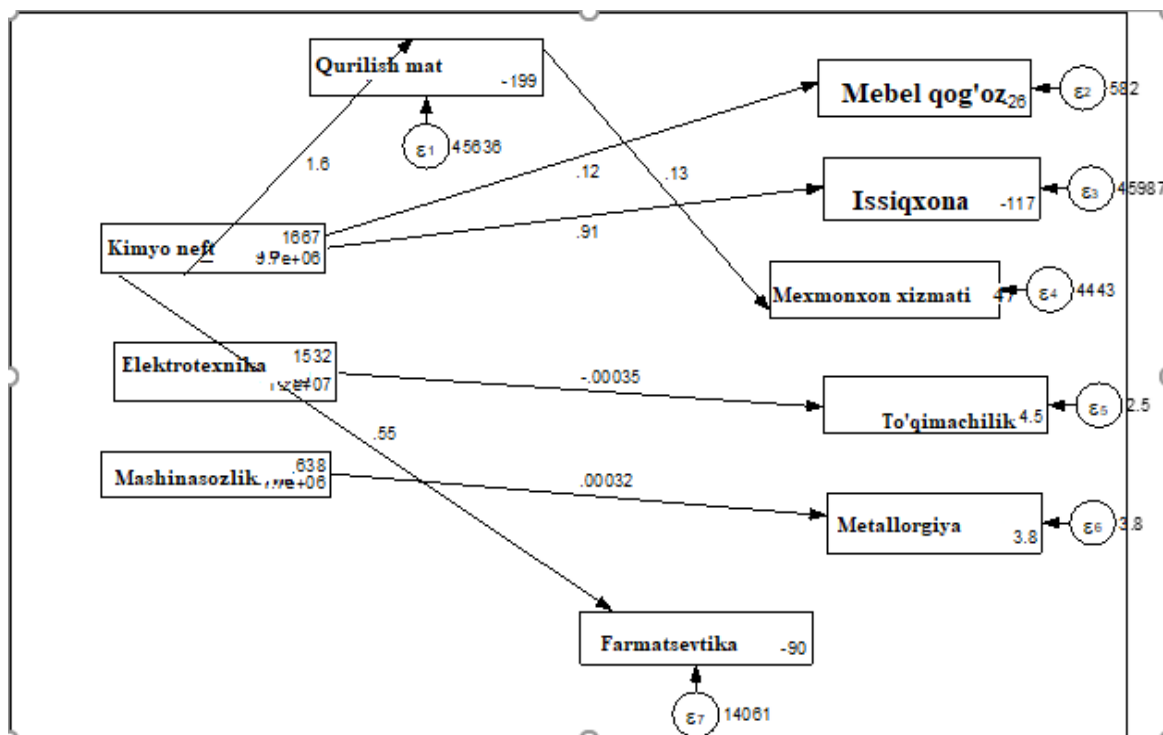 Qurilish mat
-199
ε1
45636
Mebel qog'oz
-26
ε2
582
1.6
.12
.13
Issiqxona
-117
ε3
45987
.91
Kimyo neft
1667
Mexmonxon xizmati
47
ε4
4443
Elektrotexnika
1532
-.00035
To'qimachilik
4.5
ε5
2.5
.55
Mashinasozlik
.638
.00032
Metallorgiya
3.8
ε6
3.8
Farmatsevtika
-90
ε7
14061